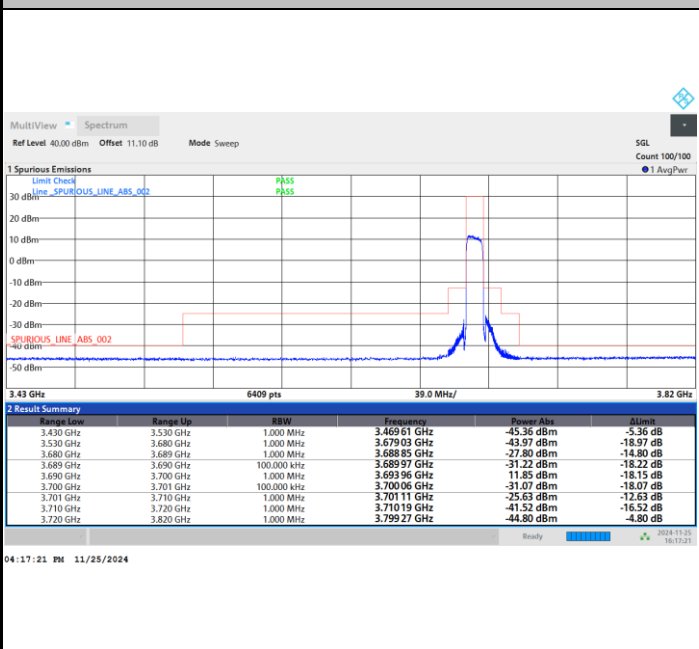 MultiView Spectrum
Ref Level 40.00 dBm Offset 11.10 dB Mode Sweep SGL
Count 100/100
1 Spurious Emissions 1 AvgPwr
Limit Check PASS
Line _SPURIOUS_LINE_ABS_002 PASS
30 dBm
20 dBm
10 dBm
0 dBm
-10 dBm
-20 dBm
-30 dBm
SPURIOUS_LINE_ABS_002
-40 dBm
-50 dBm
3.43 GHz 6409 pts 39.0 MHz/ 3.82 GHz
2 Result Summary
Range Low Range Up RBW Frequency Power Abs ΔLimit
3.430 GHz 3.530 GHz 1.000 MHz 3.469 61 GHz -45.36 dBm -5.36 dB
3.530 GHz 3.680 GHz 1.000 MHz 3.679 03 GHz -43.97 dBm -18.97 dB
3.680 GHz 3.689 GHz 1.000 MHz 3.688 85 GHz -27.80 dBm -14.80 dB
3.689 GHz 3.690 GHz 100.000 kHz 3.689 97 GHz -31.22 dBm -18.22 dB
3.690 GHz 3.700 GHz 1.000 MHz 3.693 96 GHz 11.85 dBm -18.15 dB
3.700 GHz 3.701 GHz 100.000 kHz 3.700 06 GHz -31.07 dBm -18.07 dB
3.701 GHz 3.710 GHz 1.000 MHz 3.701 11 GHz -25.63 dBm -12.63 dB
3.710 GHz 3.720 GHz 1.000 MHz 3.710 19 GHz -41.52 dBm -16.52 dB
3.720 GHz 3.820 GHz 1.000 MHz 3.799 27 GHz -44.80 dBm -4.80 dB
Ready 2024-11-25
16:17:21
04:17:21 PM 11/25/2024